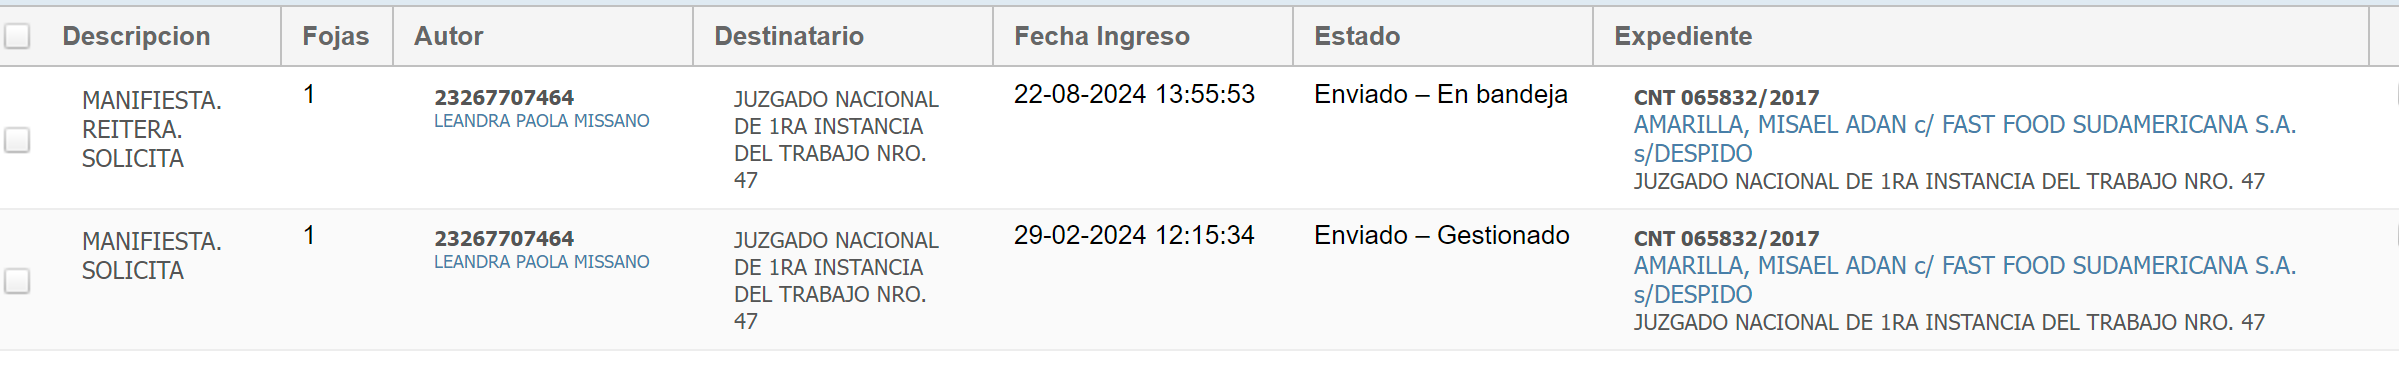 Descripcion Fojas Autor Destinatario Fecha Ingreso Estado Expediente
MANIFIESTA.
REITERA.
SOLICITA
1
23267707464
LEANDRA PAOLA MISSANO
JUZGADO NACIONAL
DE 1RA INSTANCIA
DEL TRABAJO NRO.
47
22-08-2024 13:55:53
Enviado – En bandeja
CNT 065832/2017
AMARILLA, MISAEL ADAN c/ FAST FOOD SUDAMERICANA S.A.
s/DESPIDO
JUZGADO NACIONAL DE 1RA INSTANCIA DEL TRABAJO NRO. 47
MANIFIESTA.
SOLICITA
1
23267707464
LEANDRA PAOLA MISSANO
JUZGADO NACIONAL
DE 1RA INSTANCIA
DEL TRABAJO NRO.
47
29-02-2024 12:15:34
Enviado – Gestionado
CNT 065832/2017
AMARILLA, MISAEL ADAN c/ FAST FOOD SUDAMERICANA S.A.
s/DESPIDO
JUZGADO NACIONAL DE 1RA INSTANCIA DEL TRABAJO NRO. 47